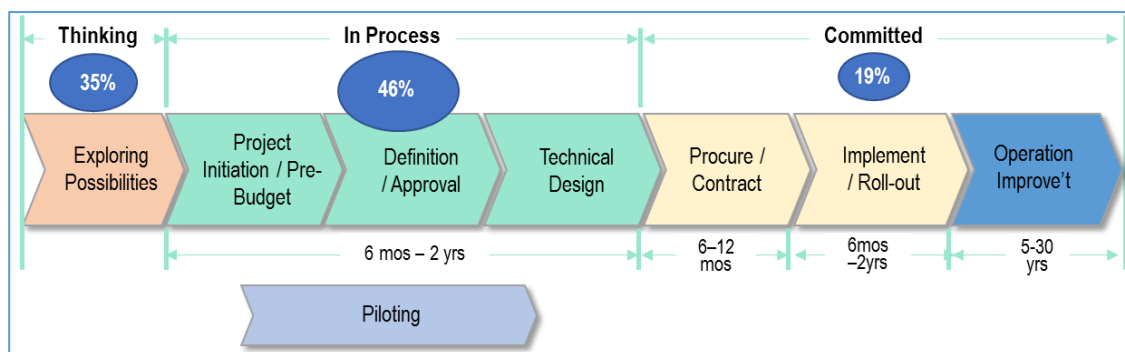 Thinking
In Process
Committed
35%
46%
19%
Exploring
Possibilities
Project
Initiation / Pre-
Budget
Definition
/ Approval
Technical
Design
Procure /
Contract
Implement
/ Roll-out
Operation
Improve't
6 mos – 2 yrs
6–12
mos
6mos
–2yrs
5-30
yrs
Piloting